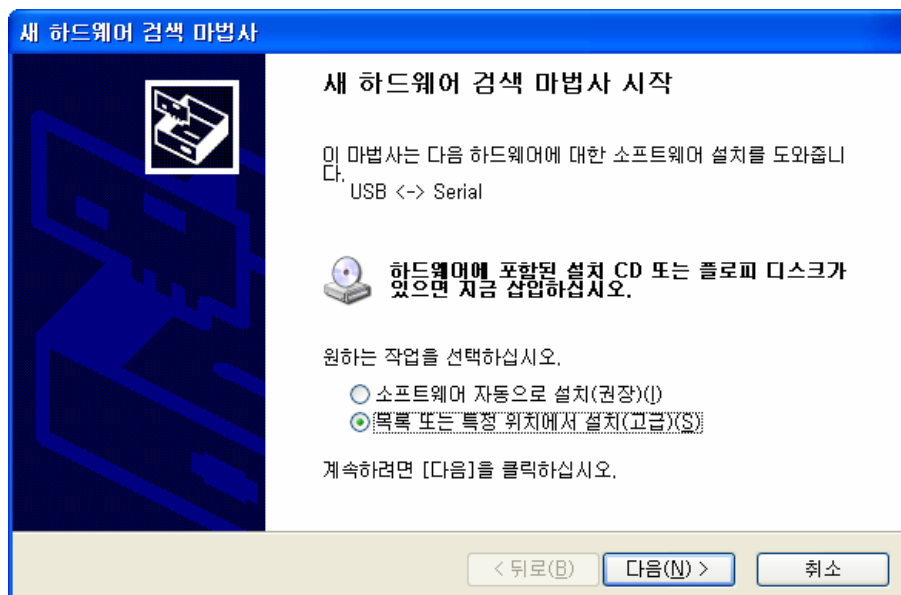 새 하드웨어 검색 마법사
새 하드웨어 검색 마법사 시작
이 마법사는 다음 하드웨어에 대한 소프트웨어 설치를 도와줍니
다.
USB <-> Serial
하드웨어에 포함된 설치 CD 또는 플로피 디스크가
있으면 지금 삽입하십시오.
원하는 작업을 선택하십시오.
소프트웨어 자동으로 설치(권장)(I)
목록 또는 특정 위치에서 설치(고급)(S)
계속하려면 [다음]을 클릭하십시오.
< 뒤로(B) 다음(N) > 취소